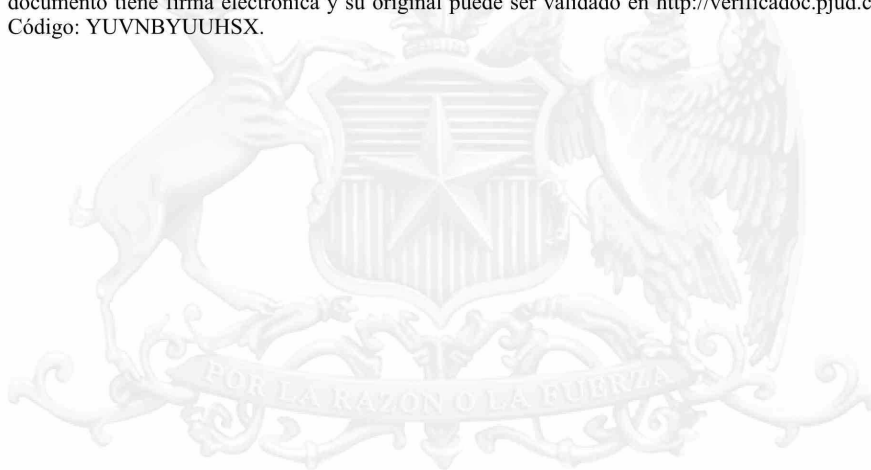 documento tiene firma electrónica y su original puede ser validado en http://verificadoc.pjud.c
Código: YUVNBYUUHSX.
POR LA RAZÓN O LA FUERZA